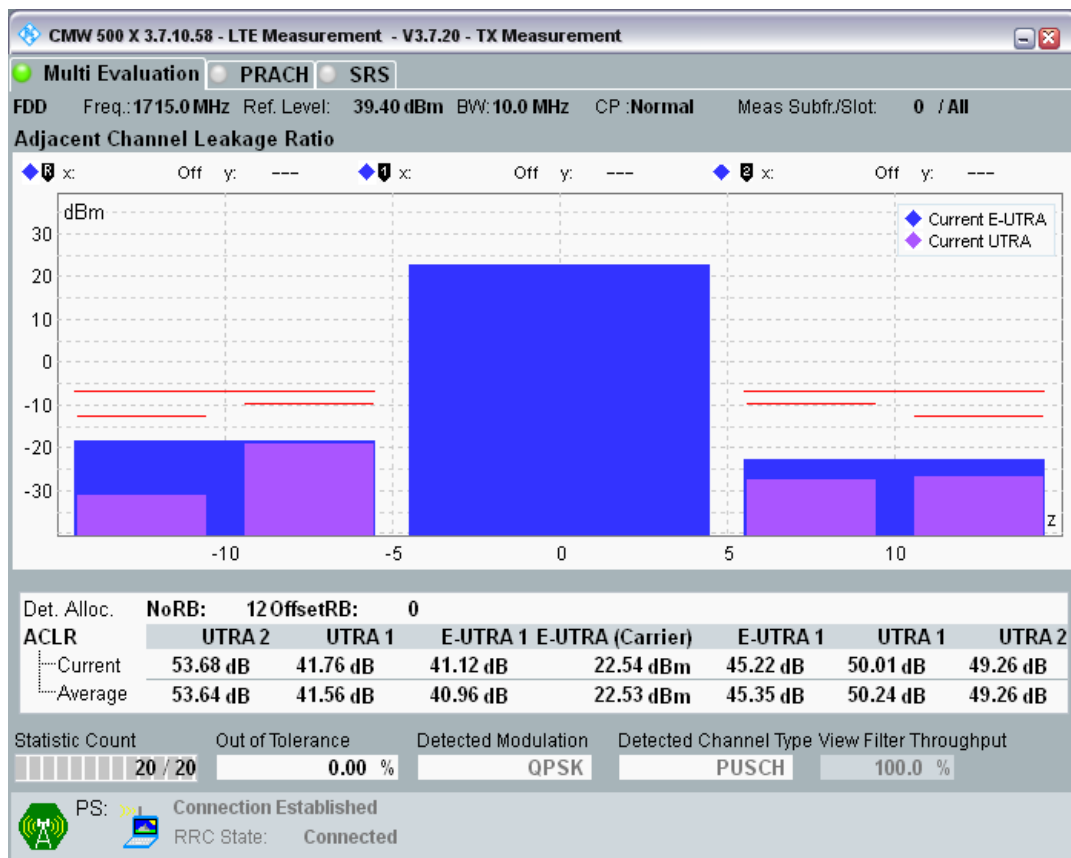 CMW 500 X 3.7.10.58 - LTE Measurement - V3.7.20 - TX Measurement
Multi Evaluation PRACH SRS
FDD Freq.:1715.0 MHz Ref. Level: 39.40 dBm BW:10.0 MHz CP :Normal Meas Subfr./Slot: 0 / All
Adjacent Channel Leakage Ratio
R x: Off y: --- 1 x: Off y: --- 2 x: Off y: ---
dBm
Current E-UTRA
Current UTRA
30
20
10
0
-10
-20
-30
z
-10 -5 0 5 10
Det. Alloc. NoRB: 12 OffsetRB: 0
ACLR UTRA 2 UTRA 1 E-UTRA 1 E-UTRA (Carrier) E-UTRA 1 UTRA 1 UTRA 2
Current 53.68 dB 41.76 dB 41.12 dB 22.54 dBm 45.22 dB 50.01 dB 49.26 dB
Average 53.64 dB 41.56 dB 40.96 dB 22.53 dBm 45.35 dB 50.24 dB 49.26 dB
Statistic Count Out of Tolerance Detected Modulation Detected Channel Type View Filter Throughput
20 / 20 0.00 % QPSK PUSCH 100.0 %
PS: Connection Established
RRC State: Connected